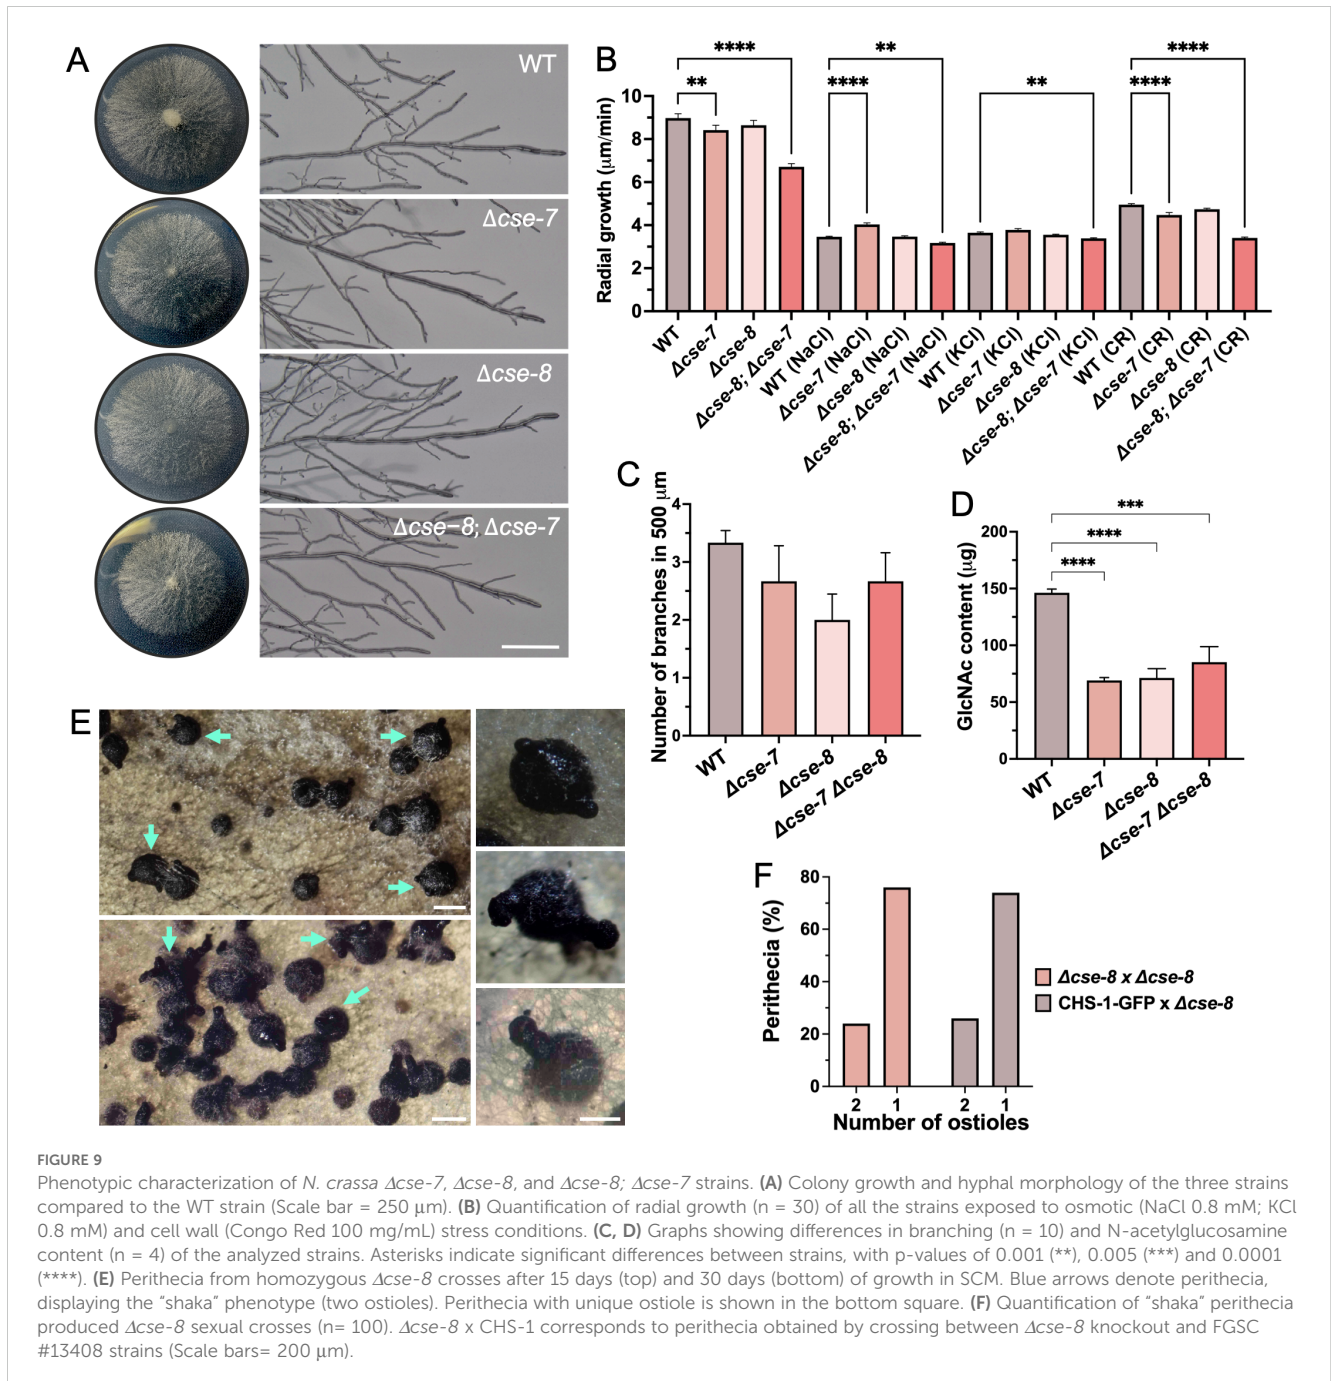 A
WT
Δcse-7
Δcse-8
Δcse–8; Δcse-7
B
Radial growth (μm/min)
10
8
6
4
2
0
**** ** ****
** **** ** ****
WT
Δcse-7
Δcse-8
Δcse-8; Δcse-7
WT (NaCl)
Δcse-7 (NaCl)
Δcse-8 (NaCl)
Δcse-8; Δcse-7 (NaCl)
WT (KCl)
Δcse-7 (KCl)
Δcse-8 (KCl)
Δcse-8; Δcse-7 (KCl)
WT (CR)
Δcse-7 (CR)
Δcse-8 (CR)
Δcse-8; Δcse-7 (CR)
C
Number of branches in 500 μm
4
3
2
1
0
WT
Δcse-7
Δcse-8
Δcse-7 Δcse-8
D
GlcNAc content (μg)
200
150
100
50
0
***
****
****
WT
Δcse-7
Δcse-8
Δcse-7 Δcse-8
E
F
Perithecia (%)
80
60
40
20
0
2 1 2 1
Number of ostioles
Δcse-8 x Δcse-8
CHS-1-GFP x Δcse-8
FIGURE 9
Phenotypic characterization of N. crassa Δcse-7, Δcse-8, and Δcse-8; Δcse-7 strains. (A) Colony growth and hyphal morphology of the three strains
compared to the WT strain (Scale bar = 250 μm). (B) Quantification of radial growth (n = 30) of all the strains exposed to osmotic (NaCl 0.8 mM; KCl
0.8 mM) and cell wall (Congo Red 100 mg/mL) stress conditions. (C, D) Graphs showing differences in branching (n = 10) and N-acetylglucosamine
content (n = 4) of the analyzed strains. Asterisks indicate significant differences between strains, with p-values of 0.001 (**), 0.005 (***) and 0.0001
(****). (E) Perithecia from homozygous Δcse-8 crosses after 15 days (top) and 30 days (bottom) of growth in SCM. Blue arrows denote perithecia,
displaying the “shaka” phenotype (two ostioles). Perithecia with unique ostiole is shown in the bottom square. (F) Quantification of “shaka” perithecia
produced Δcse-8 sexual crosses (n= 100). Δcse-8 x CHS-1 corresponds to perithecia obtained by crossing between Δcse-8 knockout and FGSC
#13408 strains (Scale bars= 200 μm).